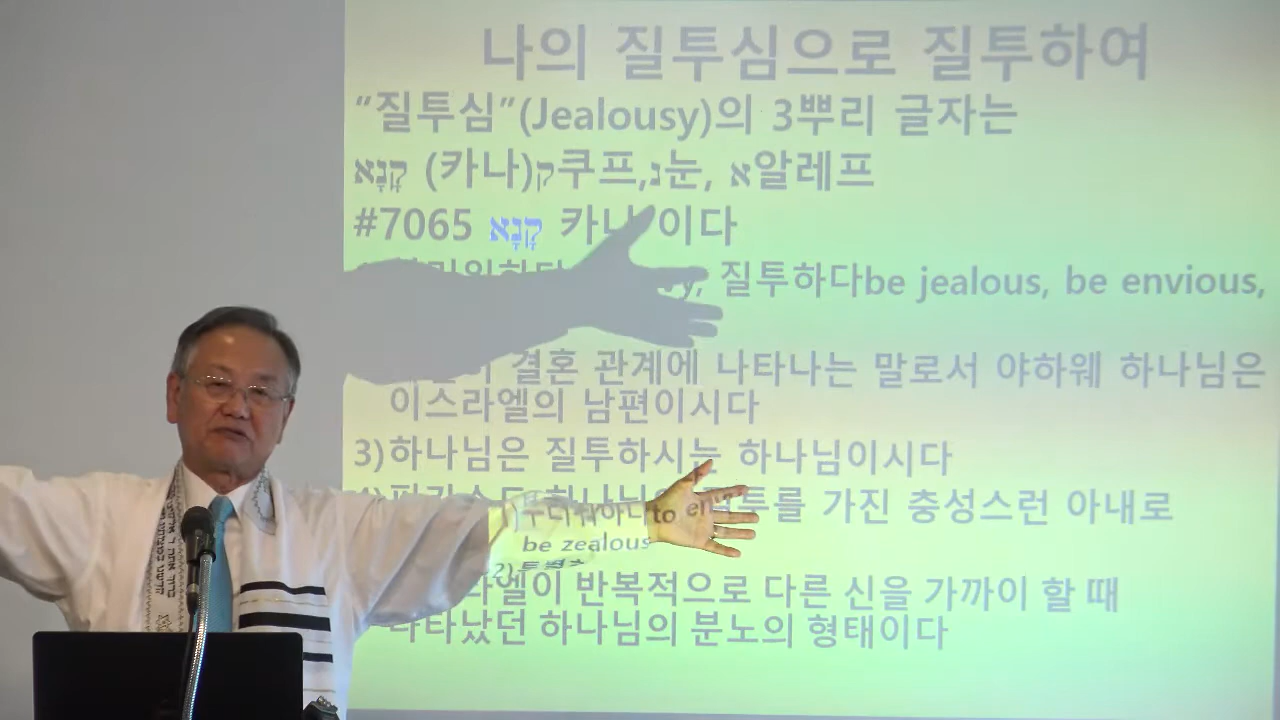 나의 질투심으로 질투하여
“질투심”(Jealousy)의 3뿌리 글자는
קָנָא (카나)ק쿠프,נ눈, א알레프
#7065 קָנָא 카나이다
질투하다be jealous, be envious,
결혼 관계에 나타나는 말로서 야하웨 하나님은
이스라엘의 남편이시다
3)하나님은 질투하시는 하나님이시다
질투를 가진 충성스런 아내로
to
be zealous
2)
반복적으로 다른 신을 가까이 할 때
나타났던 하나님의 분노의 형태이다